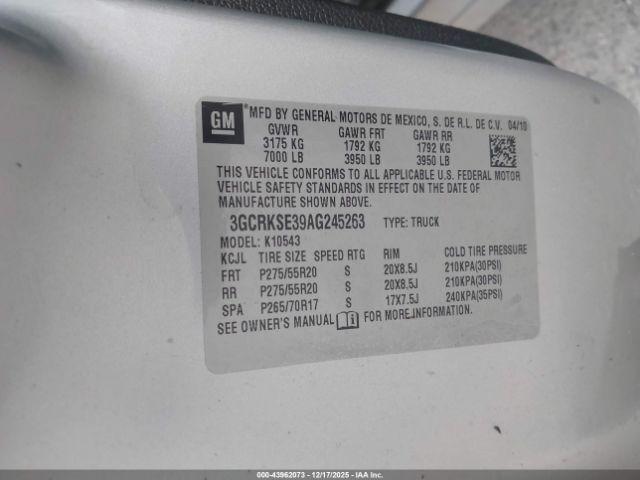 GM ® MFD BY GENERAL MOTORS DE MEXICO, S. DE R.L. DE C.V. 04/10
GVWR GAWR FRT GAWR RR
3175 KG 1792 KG 1792 KG
7000 LB 3950 LB 3950 LB
THIS VEHICLE CONFORMS TO ALL APPLICABLE U.S. FEDERAL MOTOR
VEHICLE SAFETY STANDARDS IN EFFECT ON THE DATE OF
MANUFACTURE SHOWN ABOVE.
3GCRKSE39AG245263 TYPE: TRUCK
MODEL: K10543
KCJL TIRE SIZE SPEED RTG RIM COLD TIRE PRESSURE
FRT P275/55R20 S 20X8.5J 210KPA(30PSI)
RR P275/55R20 S 20X8.5J 210KPA(30PSI)
SPA P265/70R17 S 17X7.5J 240KPA(35PSI)
SEE OWNER'S MANUAL i FOR MORE INFORMATION.
000-43962073 - 12/17/2025 - IAA, Inc.